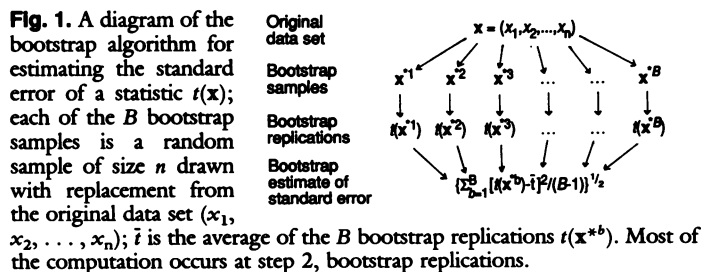 Fig. 1. A diagram of the
bootstrap algorithm for
estimating the standard
error of a statistic t(x);
each of the B bootstrap
samples is a random
sample of size n drawn
with replacement from
the original data set (x₁,
x₂, . . . , xₙ); t̄ is the average of the B bootstrap replications t(x*ᵇ). Most of
the computation occurs at step 2, bootstrap replications.
Original
data set
x = (x₁,x₂,...,xₙ)
Bootstrap
samples
x*¹ x*² x*³ ... ... x*ᴮ
Bootstrap
replications
t(x*¹) t(x*²) t(x*³) ... ... t(x*ᴮ)
Bootstrap
estimate of
standard error
{Σᴮb=1[t(x*ᵇ)-t̄]²/(B-1)}¹/²